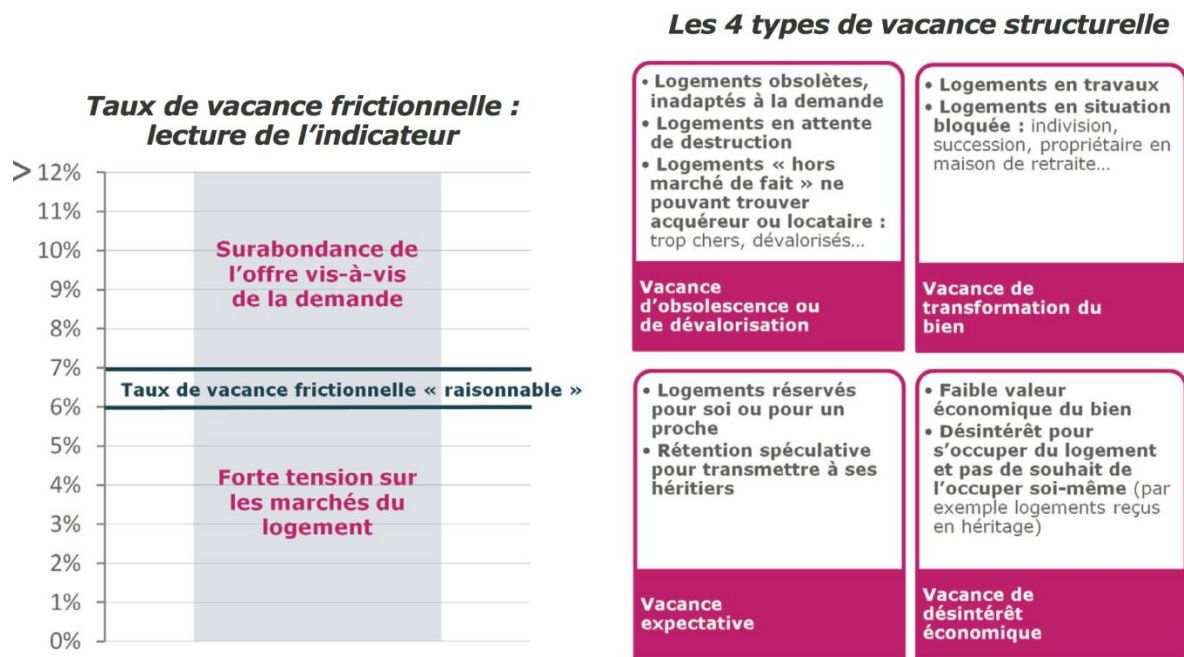 Taux de vacance frictionnelle :
lecture de l’indicateur
> 12%
11%
10%
9%
8%
7%
6%
5%
4%
3%
2%
1%
0%
Surabondance de
l’offre vis-à-vis
de la demande
Taux de vacance frictionnelle « raisonnable »
Forte tension sur
les marchés du
logement
Les 4 types de vacance structurelle
• Logements obsolètes,
inadaptés à la demande
• Logements en attente
de destruction
• Logements « hors
marché de fait » ne
pouvant trouver
acquéreur ou locataire :
trop chers, dévalorisés…
Vacance
d’obsolescence ou
de dévalorisation
• Logements en travaux
• Logements en situation
bloquée : indivision,
succession, propriétaire en
maison de retraite…
Vacance de
transformation du
bien
• Logements réservés
pour soi ou pour un
proche
• Rétention spéculative
pour transmettre à ses
héritiers
Vacance
expectative
• Faible valeur
économique du bien
• Désintérêt pour
s’occuper du logement
et pas de souhait de
l’occuper soi-même (par
exemple logements reçus
en héritage)
Vacance de
désintérêt
économique